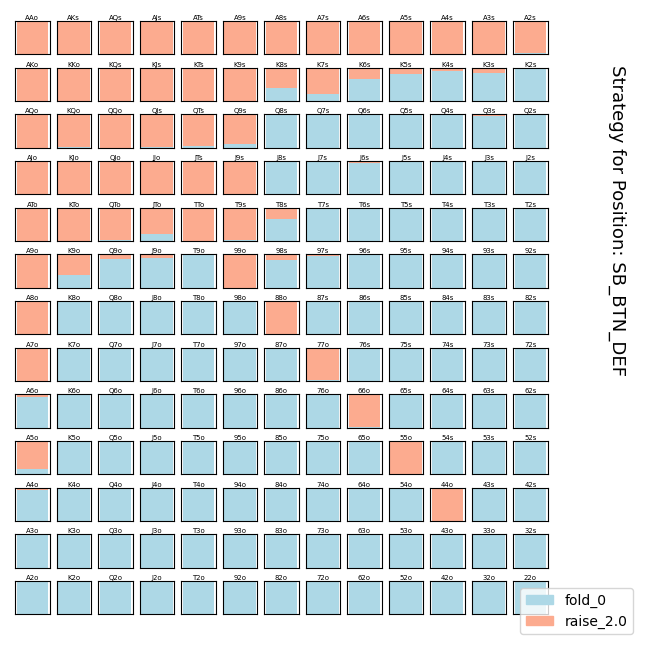 AAo AKs AQs AJs ATs A9s A8s A7s A6s A5s A4s A3s A2s
AKo KKo KQs KJs KTs K9s K8s K7s K6s K5s K4s K3s K2s
AQo KQo QQo QJs QTs Q9s Q8s Q7s Q6s Q5s Q4s Q3s Q2s
AJo KJo QJo JJo JTs J9s J8s J7s J6s J5s J4s J3s J2s
ATo KTo QTo JTo TTo T9s T8s T7s T6s T5s T4s T3s T2s
A9o K9o Q9o J9o T9o 99o 98s 97s 96s 95s 94s 93s 92s
A8o K8o Q8o J8o T8o 98o 88o 87s 86s 85s 84s 83s 82s
A7o K7o Q7o J7o T7o 97o 87o 77o 76s 75s 74s 73s 72s
A6o K6o Q6o J6o T6o 96o 86o 76o 66o 65s 64s 63s 62s
A5o K5o Q5o J5o T5o 95o 85o 75o 65o 55o 54s 53s 52s
A4o K4o Q4o J4o T4o 94o 84o 74o 64o 54o 44o 43s 42s
A3o K3o Q3o J3o T3o 93o 83o 73o 63o 53o 43o 33o 32s
A2o K2o Q2o J2o T2o 92o 82o 72o 62o 52o 42o 32o 22o
Strategy for Position: SB_BTN_DEF
fold_0
raise_2.0